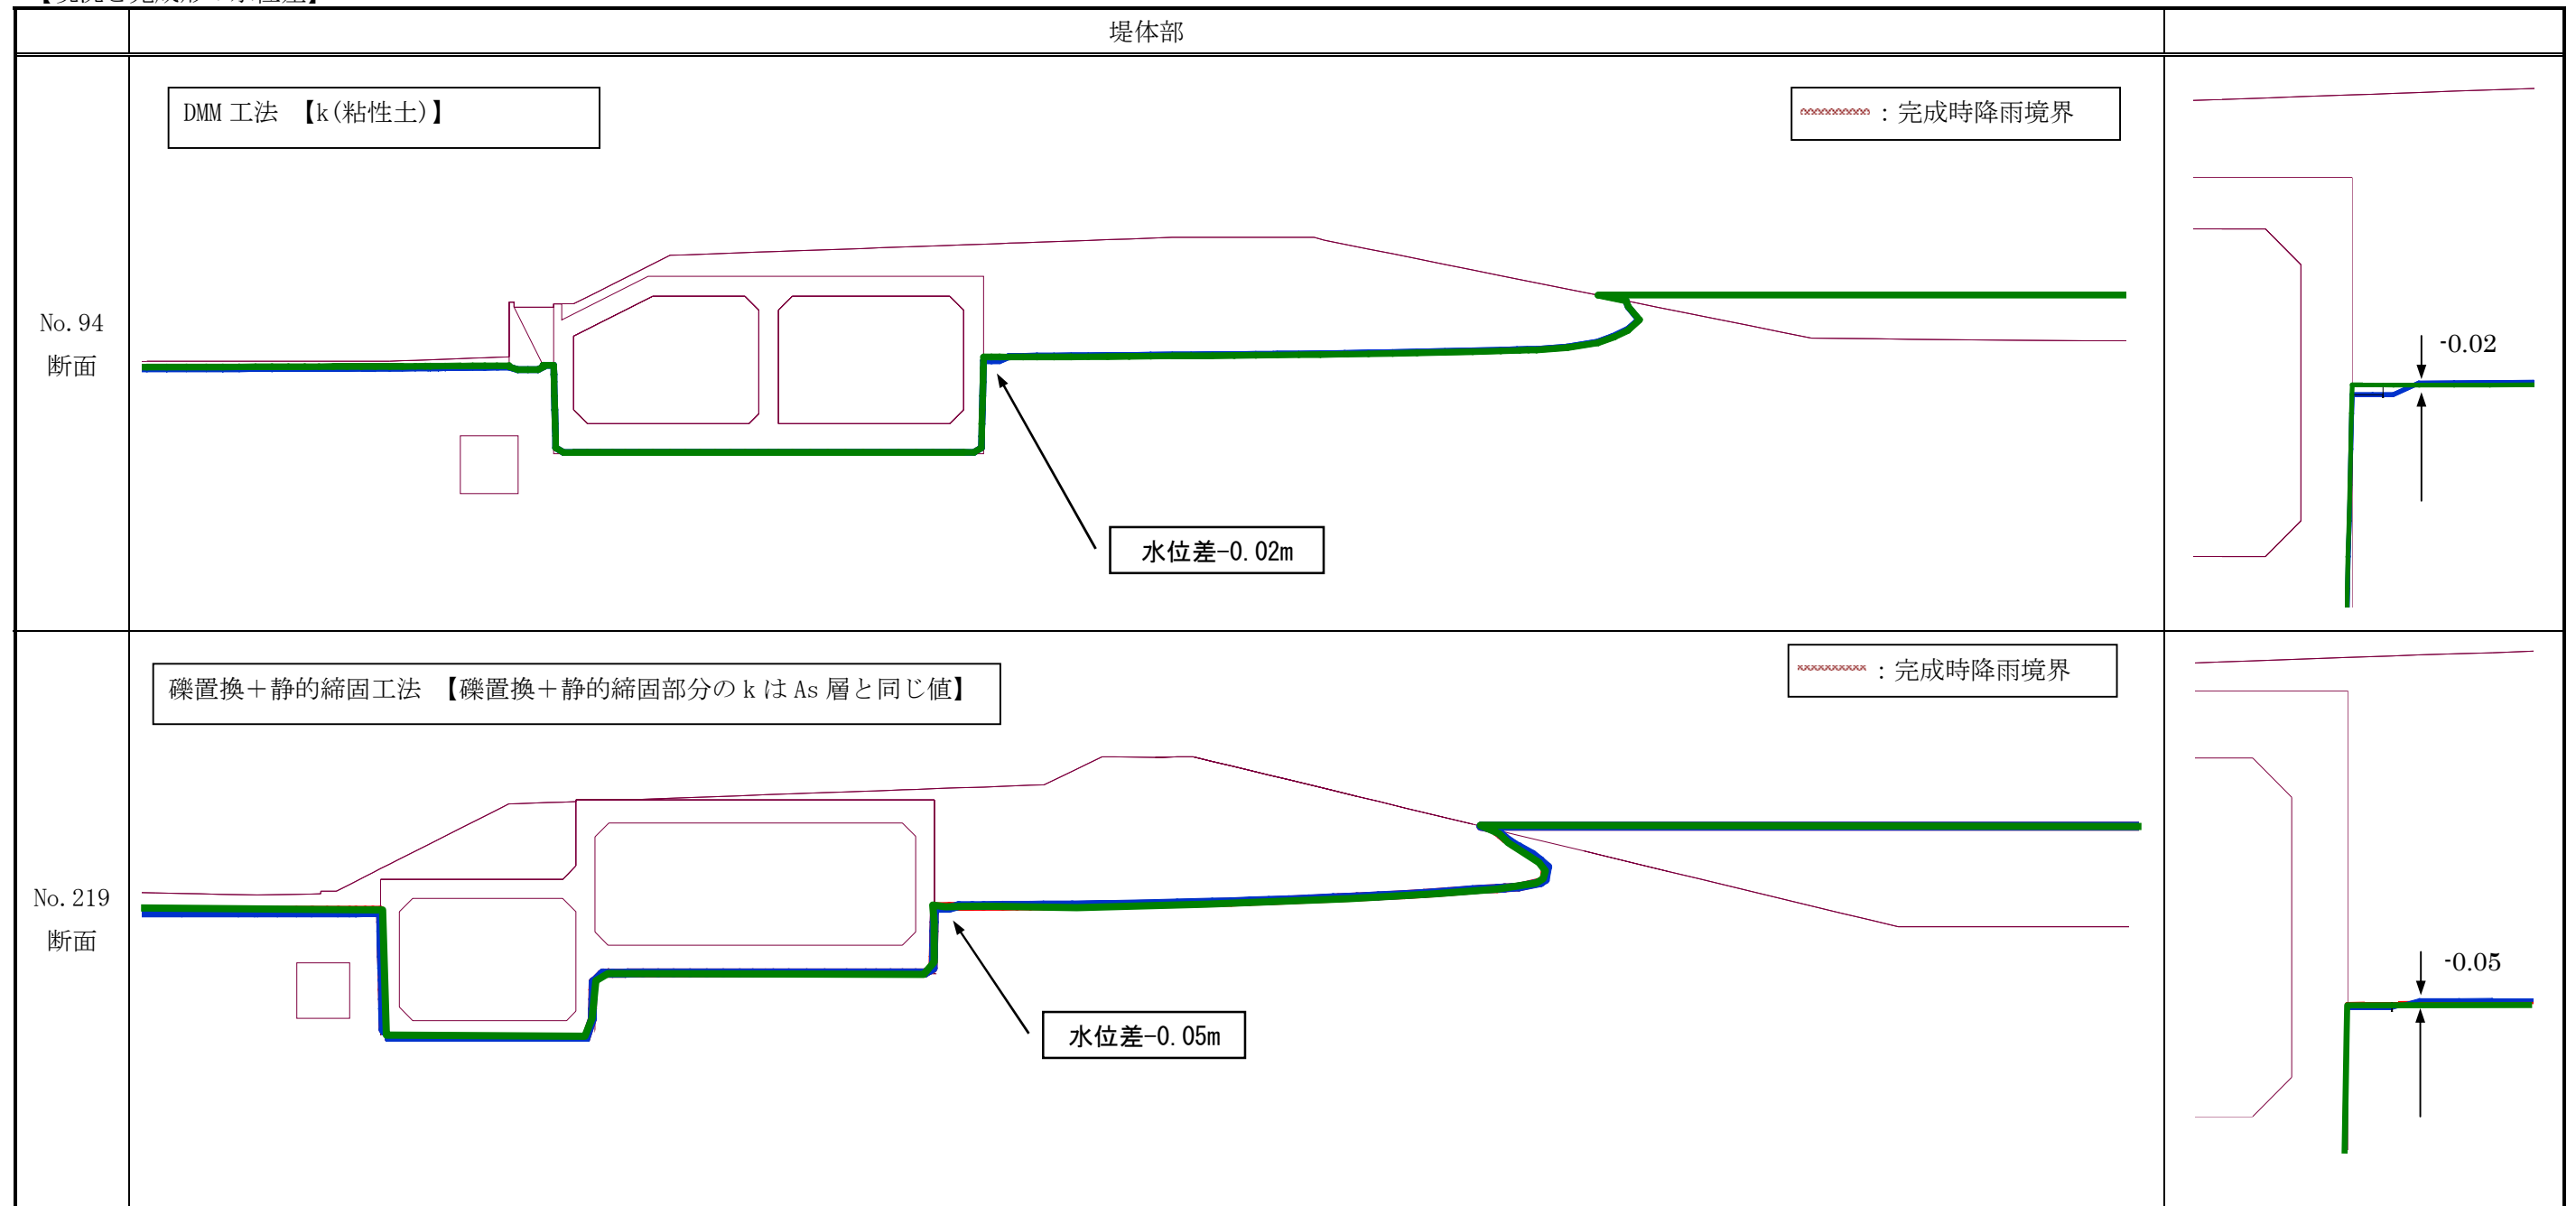 堤体部
DMM 工法 【k(粘性土)】
：完成時降雨境界
No. 94
断面
-0.02
水位差-0.02m
礫置換＋静的締固工法 【礫置換＋静的締固部分の k は As 層と同じ値】
：完成時降雨境界
No. 219
断面
-0.05
水位差-0.05m